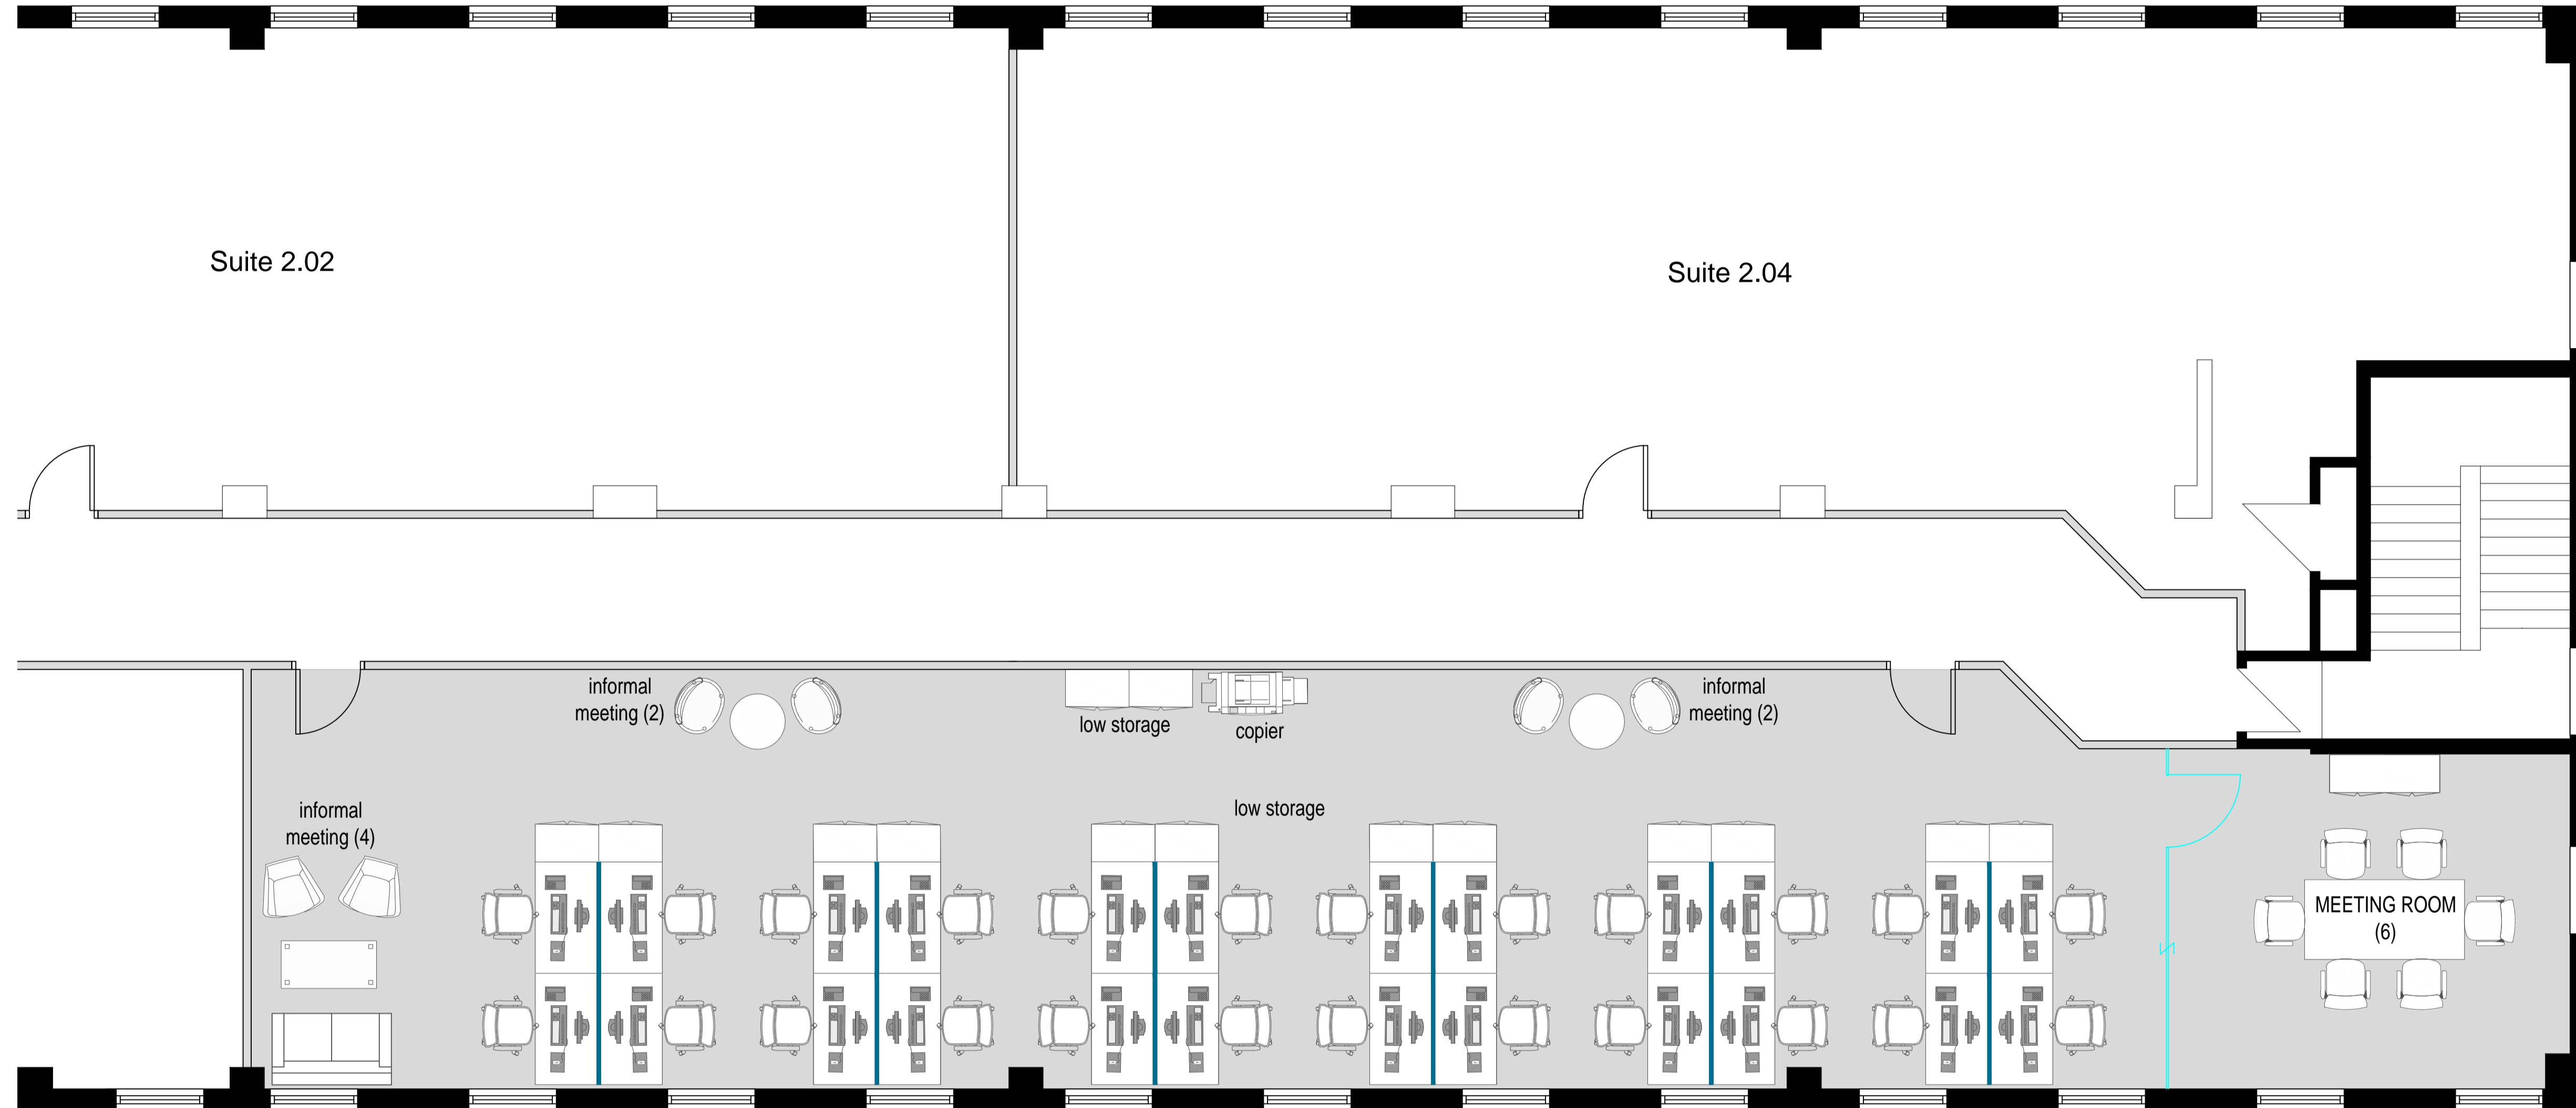 Suite 2.02
Suite 2.04
informal
meeting (2)
low storage
copier
informal
meeting (2)
informal
meeting (4)
low storage
MEETING ROOM
(6)